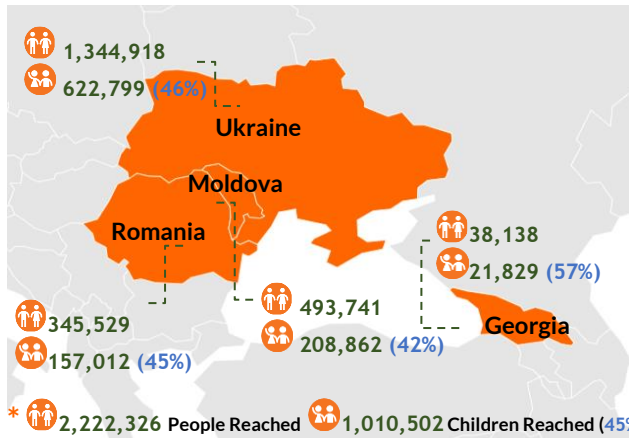 1,344,918
622,799 (46%)
Ukraine
Moldova
Romania
38,138
21,829 (57%)
493,741
208,862 (42%)
Georgia
345,529
157,012 (45%)
* 2,222,326 People Reached 1,010,502 Children Reached (45%